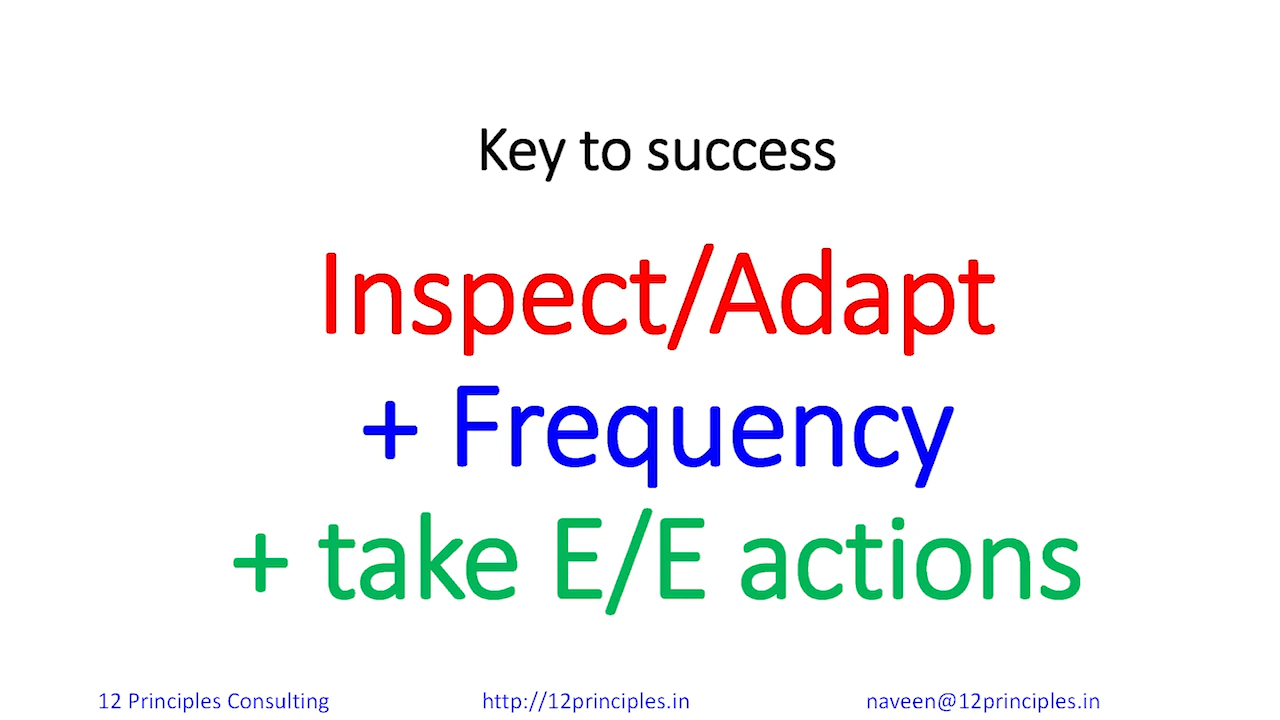 Key to success
Inspect/Adapt
+ Frequency
+ take E/E actions
12 Principles Consulting http://12principles.in naveen@12principles.in